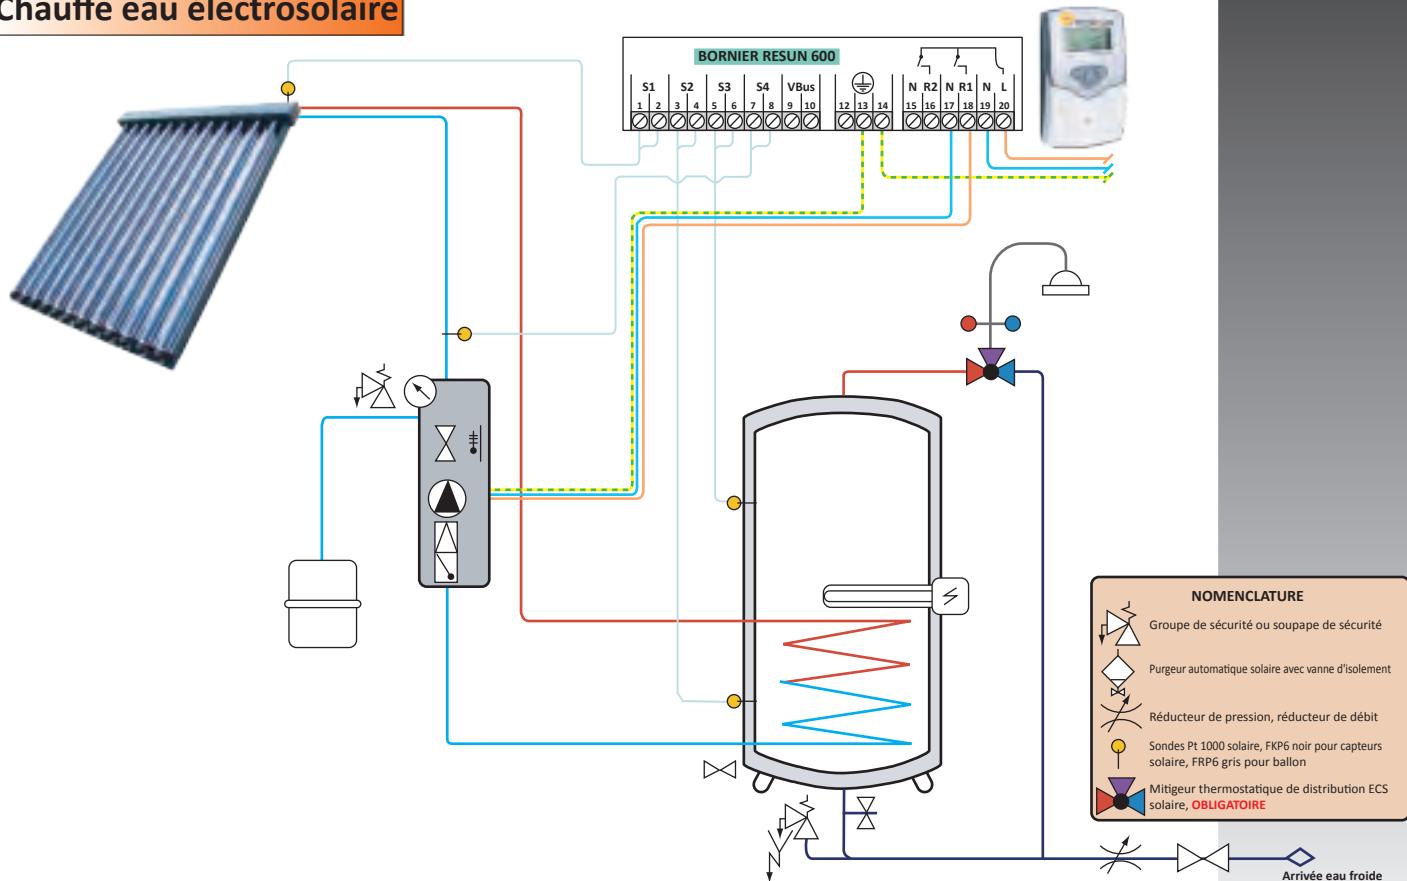 Chauffe eau électrosolaire
BORNIER RESUN 600
S1 S2 S3 S4 VBus N R2 N R1 N L
1 2 3 4 5 6 7 8 9 10 12 13 14 15 16 17 18 19 20
NOMENCLATURE
Groupe de sécurité ou soupape de sécurité
Purgeur automatique solaire avec vanne d'isolement
Réducteur de pression, réducteur de débit
Sondes Pt 1000 solaire, FKP6 noir pour capteurs
solaire, FRP6 gris pour ballon
Mitigeur thermostatique de distribution ECS
solaire, OBLIGATOIRE
Arrivée eau froide